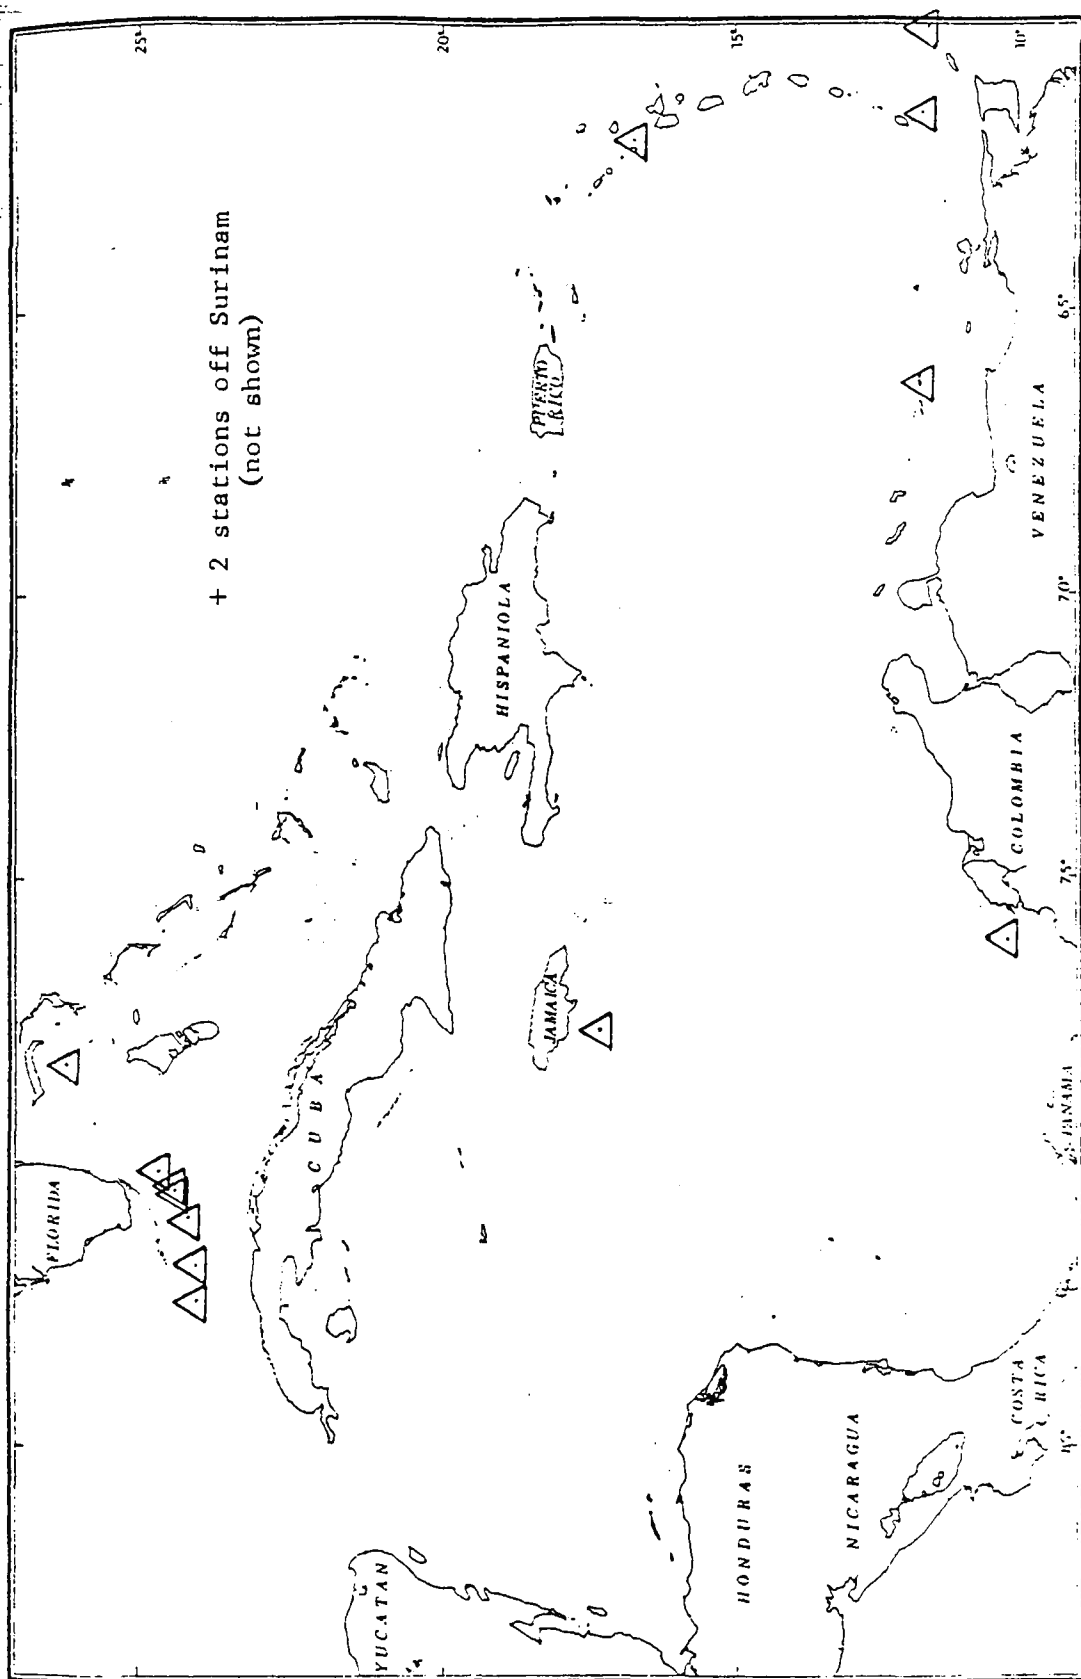 + 2 stations off Surinam
(not shown)
25°
20°
15°
10°
FLORIDA
CUBA
HISPANIOLA
PUERTO
RICO
JAMAICA
YUCATAN
HONDURAS
NICARAGUA
COSTA
RICA
PANAMA
COLOMBIA
VENEZUELA
65°
70°
75°